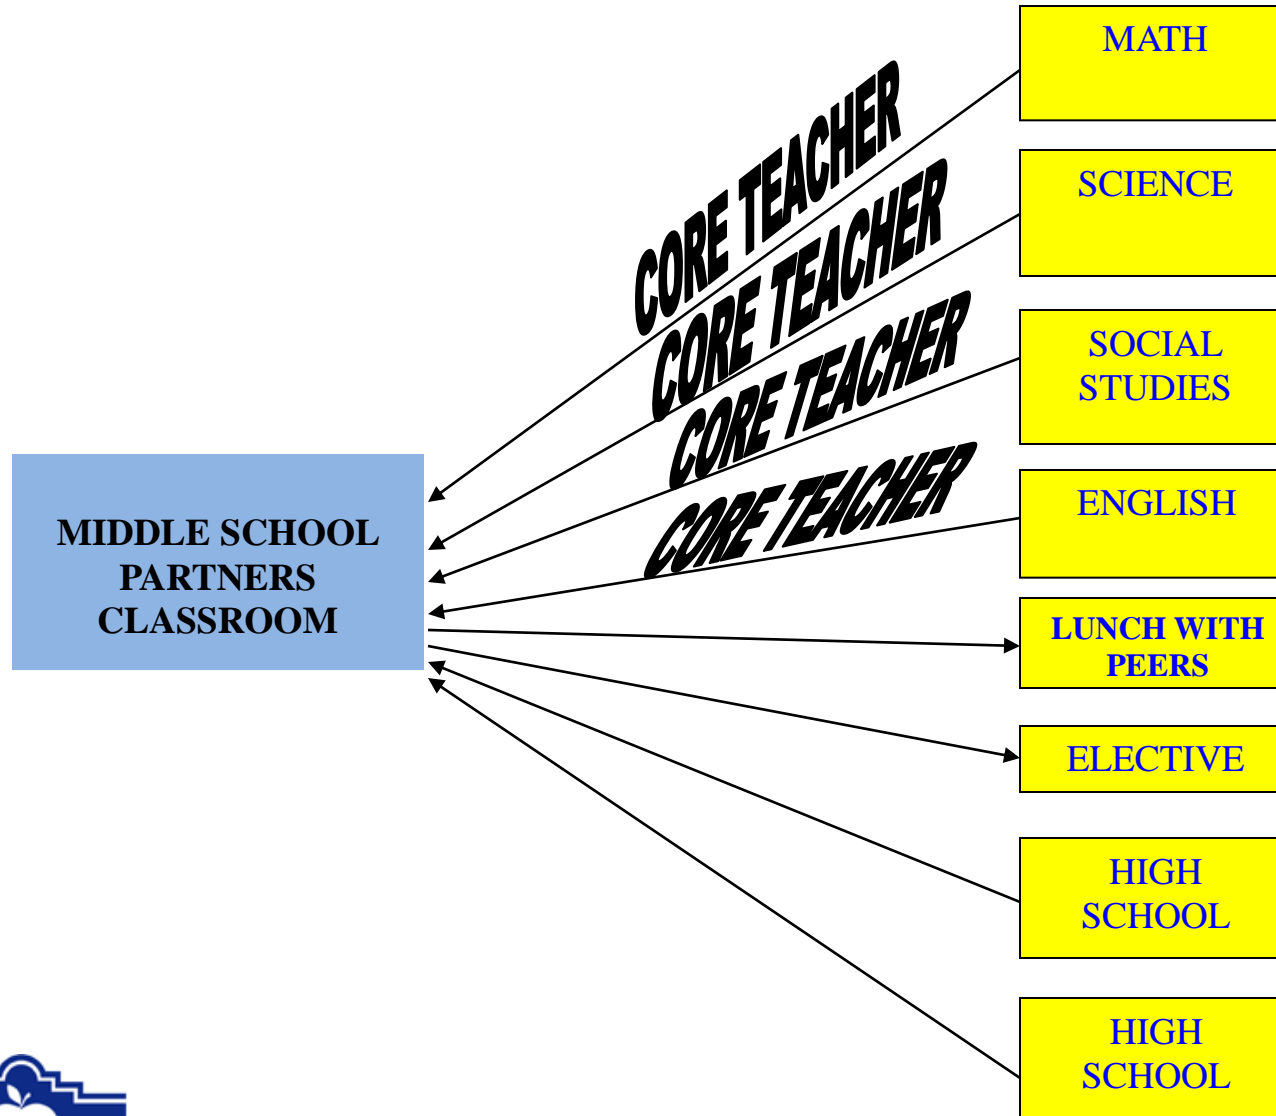 MATH
CORE TEACHER
SCIENCE
CORE TEACHER
SOCIAL
STUDIES
CORE TEACHER
ENGLISH
CORE TEACHER
MIDDLE SCHOOL
PARTNERS
CLASSROOM
LUNCH WITH
PEERS
ELECTIVE
HIGH
SCHOOL
HIGH
SCHOOL